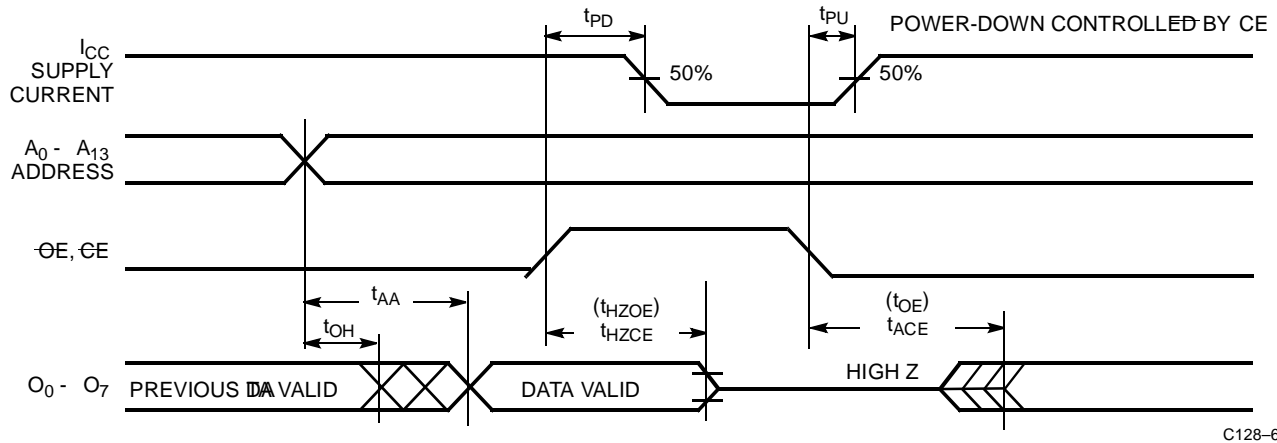 tPD
tPU
POWER-DOWN CONTROLLED BY CE
ICC
SUPPLY
CURRENT
50%
50%
A0 - A13
ADDRESS
OE, CE
tAA
(tHZOE)
tHZCE
(tOE)
tACE
tOH
O0 - O7
PREVIOUS DATA VALID
DATA VALID
HIGH Z
C128–6